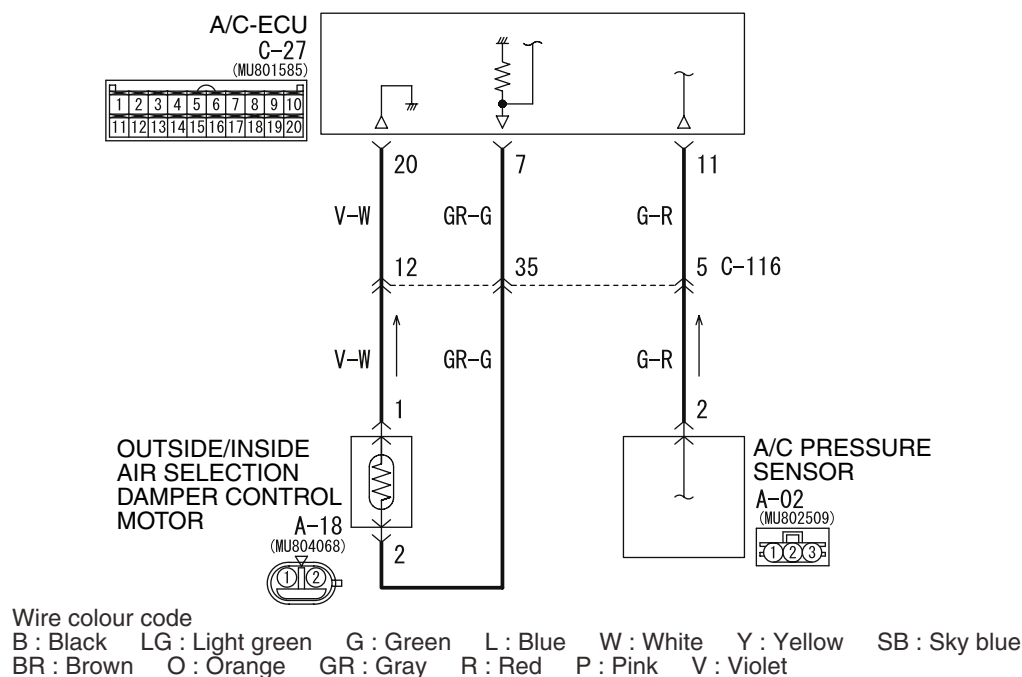 A/C-ECU
C-27
(MU801585)
1 2 3 4 5 6 7 8 9 10
11 12 13 14 15 16 17 18 19 20
20 7 11
V-W GR-G G-R
12 35 5 C-116
V-W GR-G G-R
1 2
OUTSIDE/INSIDE
AIR SELECTION
DAMPER CONTROL
MOTOR
A-18
(MU804068)
1 2
2
A/C PRESSURE
SENSOR
A-02
(MU802509)
1 2 3
Wire colour code
B : Black LG : Light green G : Green L : Blue W : White Y : Yellow SB : Sky blue
BR : Brown O : Orange GR : Gray R : Red P : Pink V : Violet